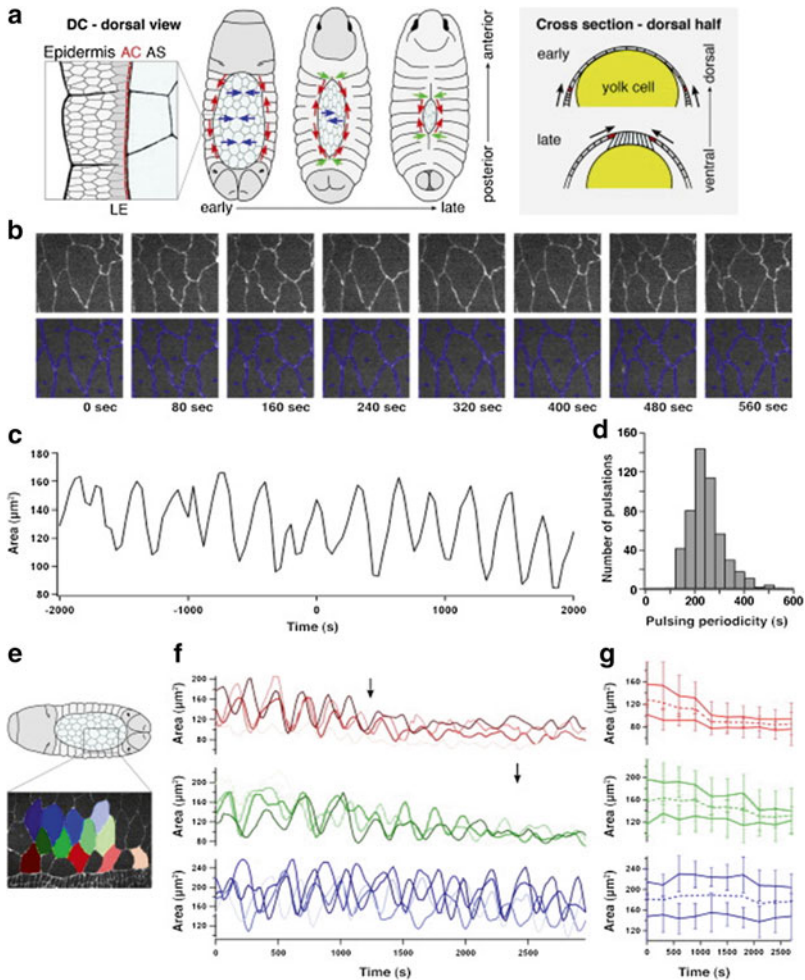 a
DC - dorsal view
Epidermis AC AS
LE
early
late
anterior
posterior
Cross section - dorsal half
early
yolk cell
late
dorsal
ventral
b
0 sec 80 sec 160 sec 240 sec 320 sec 400 sec 480 sec 560 sec
c
Area (μm²)
180
160
140
120
100
80
-2000 -1000 0 1000 2000
Time (s)
d
Number of pulsations
160
120
80
40
0
0 200 400 600
Pulsing periodicity (s)
e
f
Area (μm²)
200
160
120
80
Area (μm²)
200
160
120
80
Area (μm²)
240
200
160
120
0 500 1000 1500 2000 2500
Time (s)
g
Area (μm²)
200
160
120
80
Area (μm²)
200
160
120
80
Area (μm²)
240
200
160
120
0 500 1000 1500 2000 2500
Time (s)